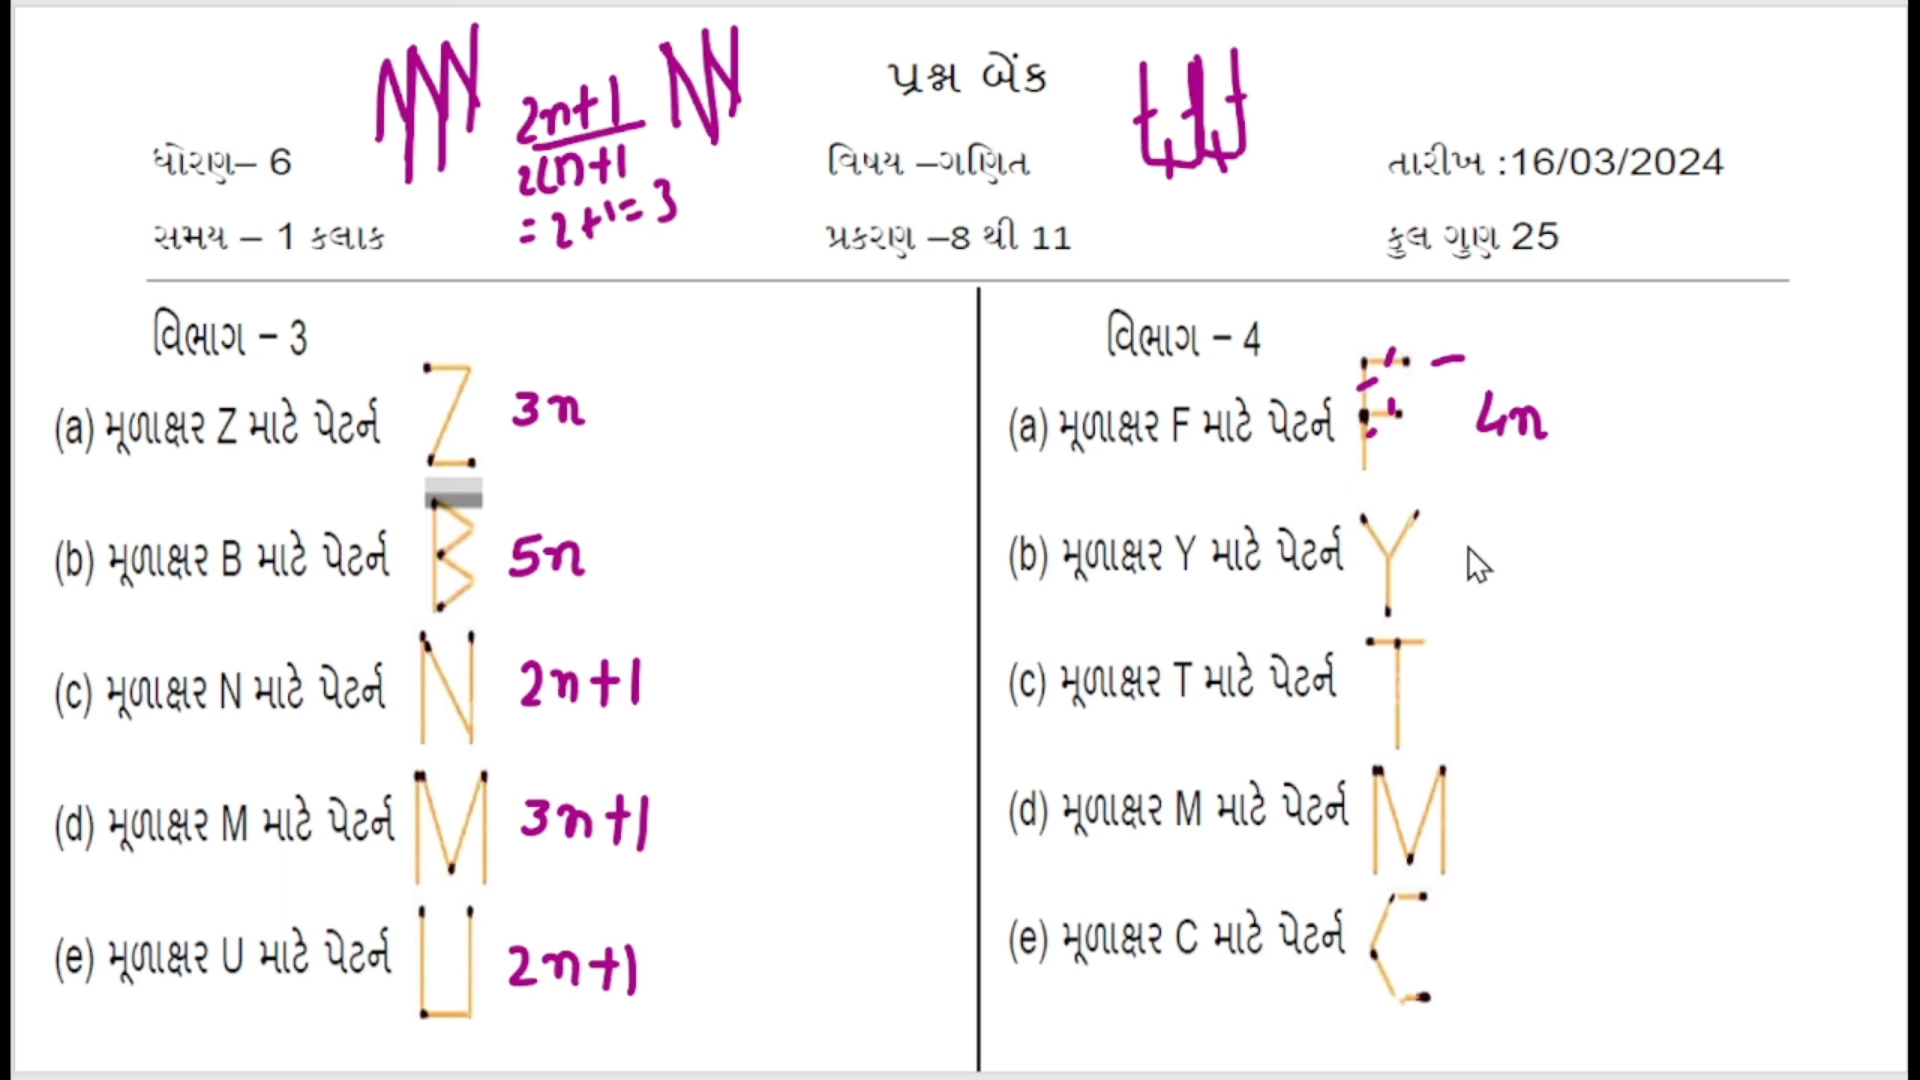 પ્રશ્ન બેંક
2n+1
ધોરણ– 6
2(n+1
વિષય –ગણિત
તારીખ :16/03/2024
= 2+1= 3
સમય – 1 કલાક
પ્રકરણ –8 થી 11
કુલ ગુણ 25
વિભાગ – 3
(a) મૂળાક્ષર Z માટે પેટર્ન 3n
(b) મૂળાક્ષર B માટે પેટર્ન 5n
(c) મૂળાક્ષર N માટે પેટર્ન 2n+1
(d) મૂળાક્ષર M માટે પેટર્ન 3n+1
(e) મૂળાક્ષર U માટે પેટર્ન 2n+1
વિભાગ – 4
(a) મૂળાક્ષર F માટે પેટર્ન 4n
(b) મૂળાક્ષર Y માટે પેટર્ન
(c) મૂળાક્ષર T માટે પેટર્ન
(d) મૂળાક્ષર M માટે પેટર્ન
(e) મૂળાક્ષર C માટે પેટર્ન